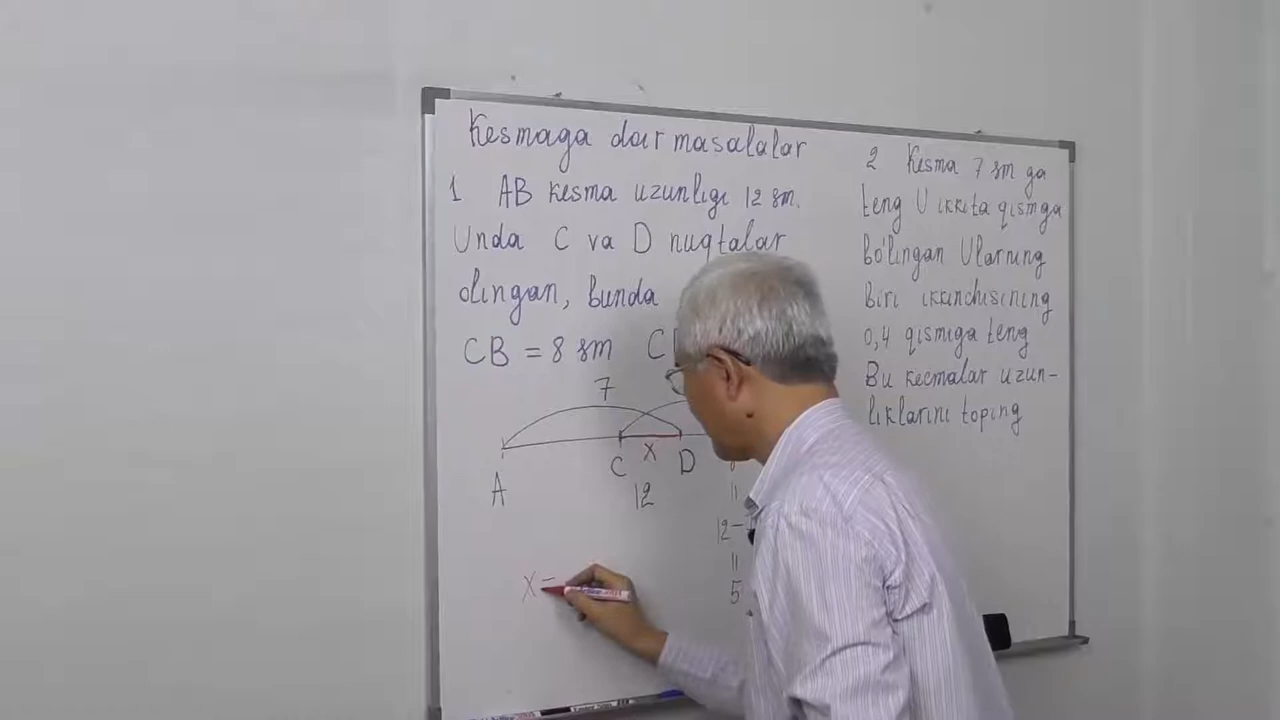 Kesmaga doir masalalar
1 AB kesma uzunligi 12 sm.
Unda C va D nuqtalar
olingan, bunda
CB = 8 sm
7
X
A C D
12
12-
11
5
X =
2 Kesma 7 sm ga
teng U ikkita qismga
bo'lingan Ularning
biri ikkinchisining
0,4 qismiga teng
Bu kecmalar uzun-
liklarini toping